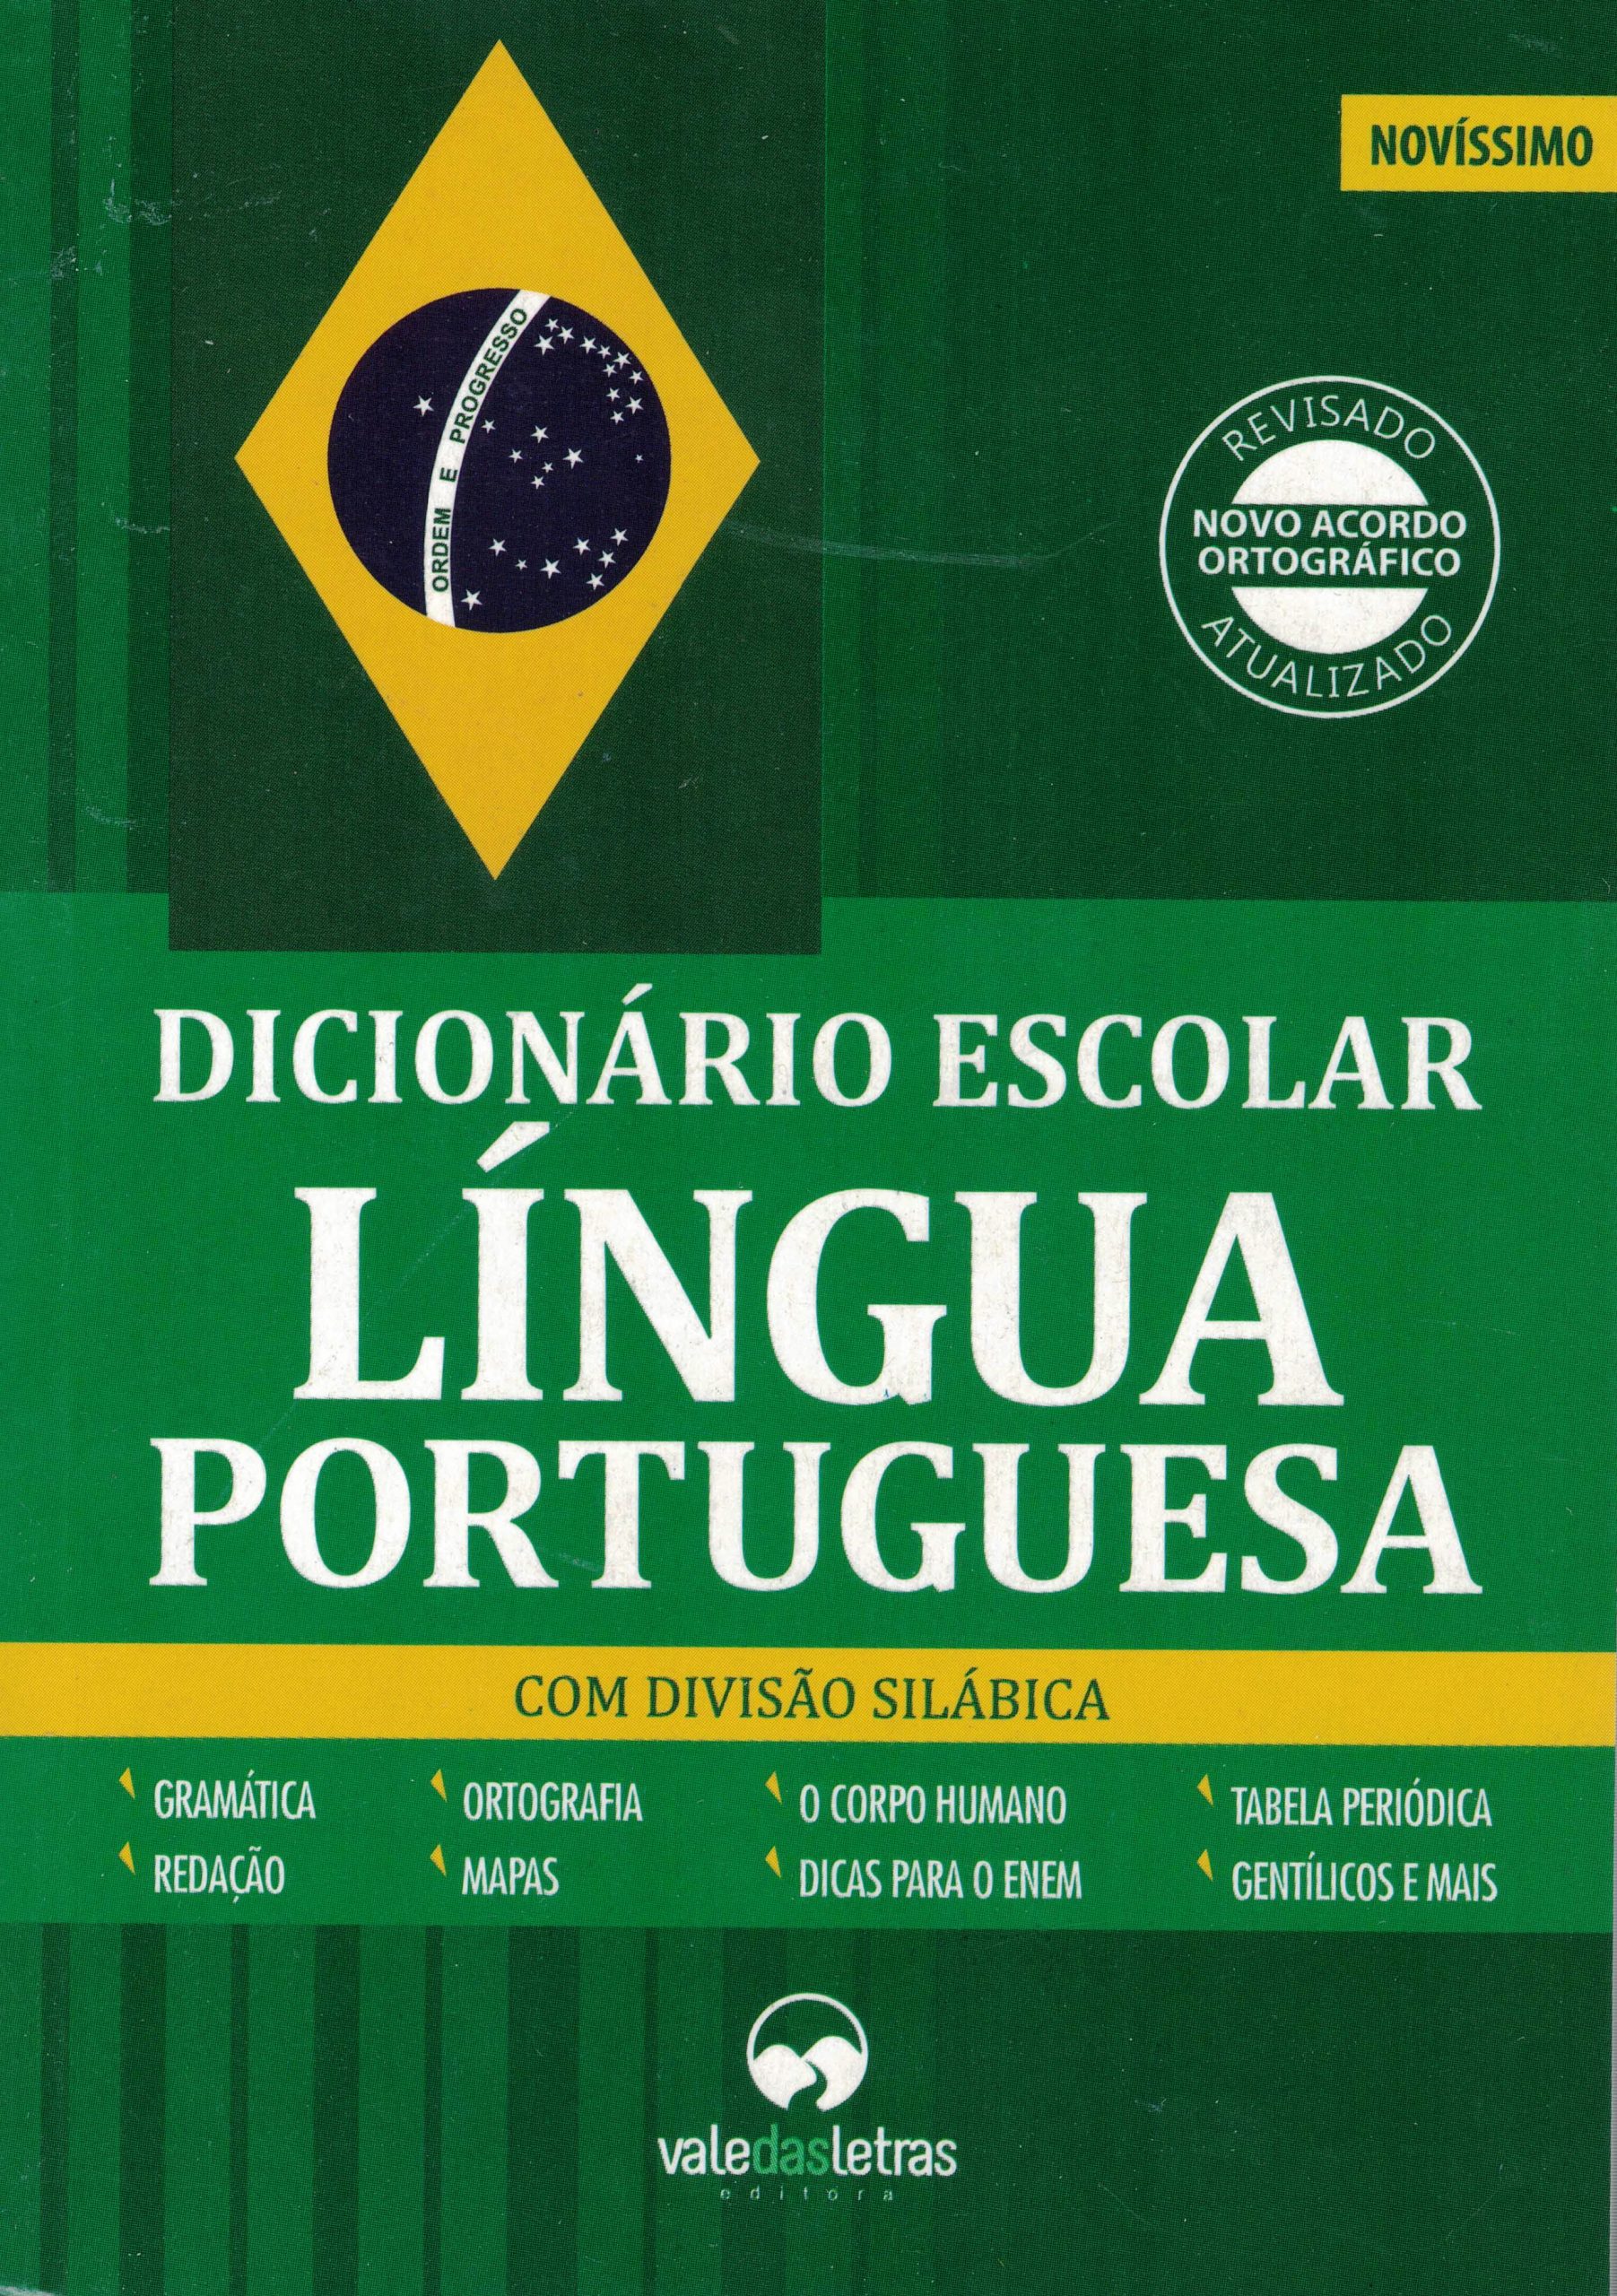 NOVÍSSIMO
ORDEM E PROGRESSO
REVISADO
NOVO ACORDO
ORTOGRÁFICO
ATUALIZADO
DICIONÁRIO ESCOLAR
LÍNGUA
PORTUGUESA
COM DIVISÃO SILÁBICA
GRAMÁTICA
ORTOGRAFIA
O CORPO HUMANO
TABELA PERIÓDICA
REDAÇÃO
MAPAS
DICAS PARA O ENEM
GENTÍLICOS E MAIS
valedasletras
editora